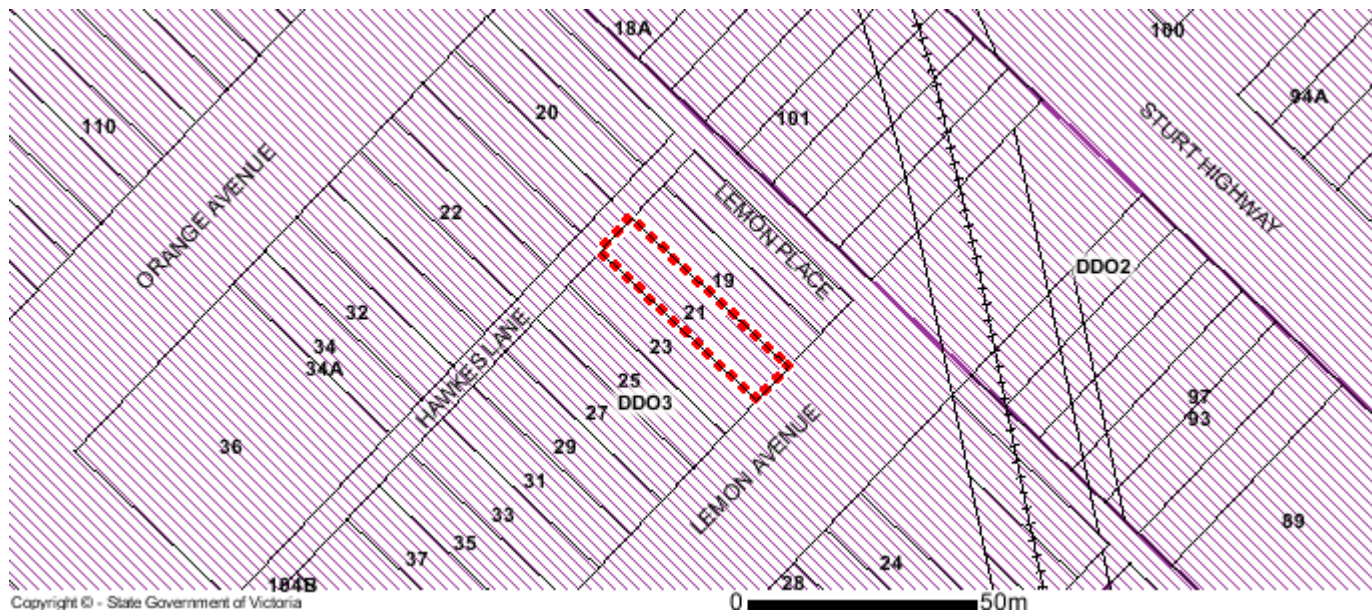 18A
180
20
94A
101
110
STURT HIGHWAY
ORANGE AVENUE
LEMON PLACE
22
DDO2
19
21
32
23
34
34A
HAWKES LANE
25
DDO3
97
93
27
LEMON AVENUE
36
29
31
33
89
35
37
24
28
184B
Copyright © - State Government of Victoria
0 50m